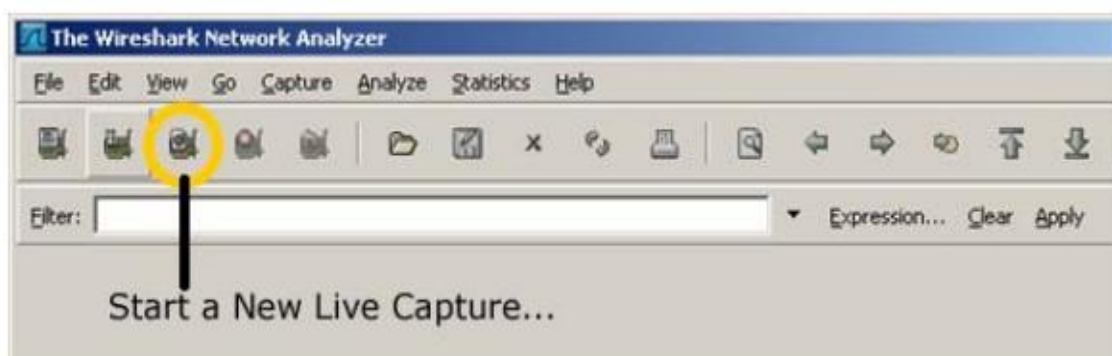 The Wireshark Network Analyzer
File Edit View Go Capture Analyze Statistics Help
Filter: Expression... Clear Apply
Start a New Live Capture...